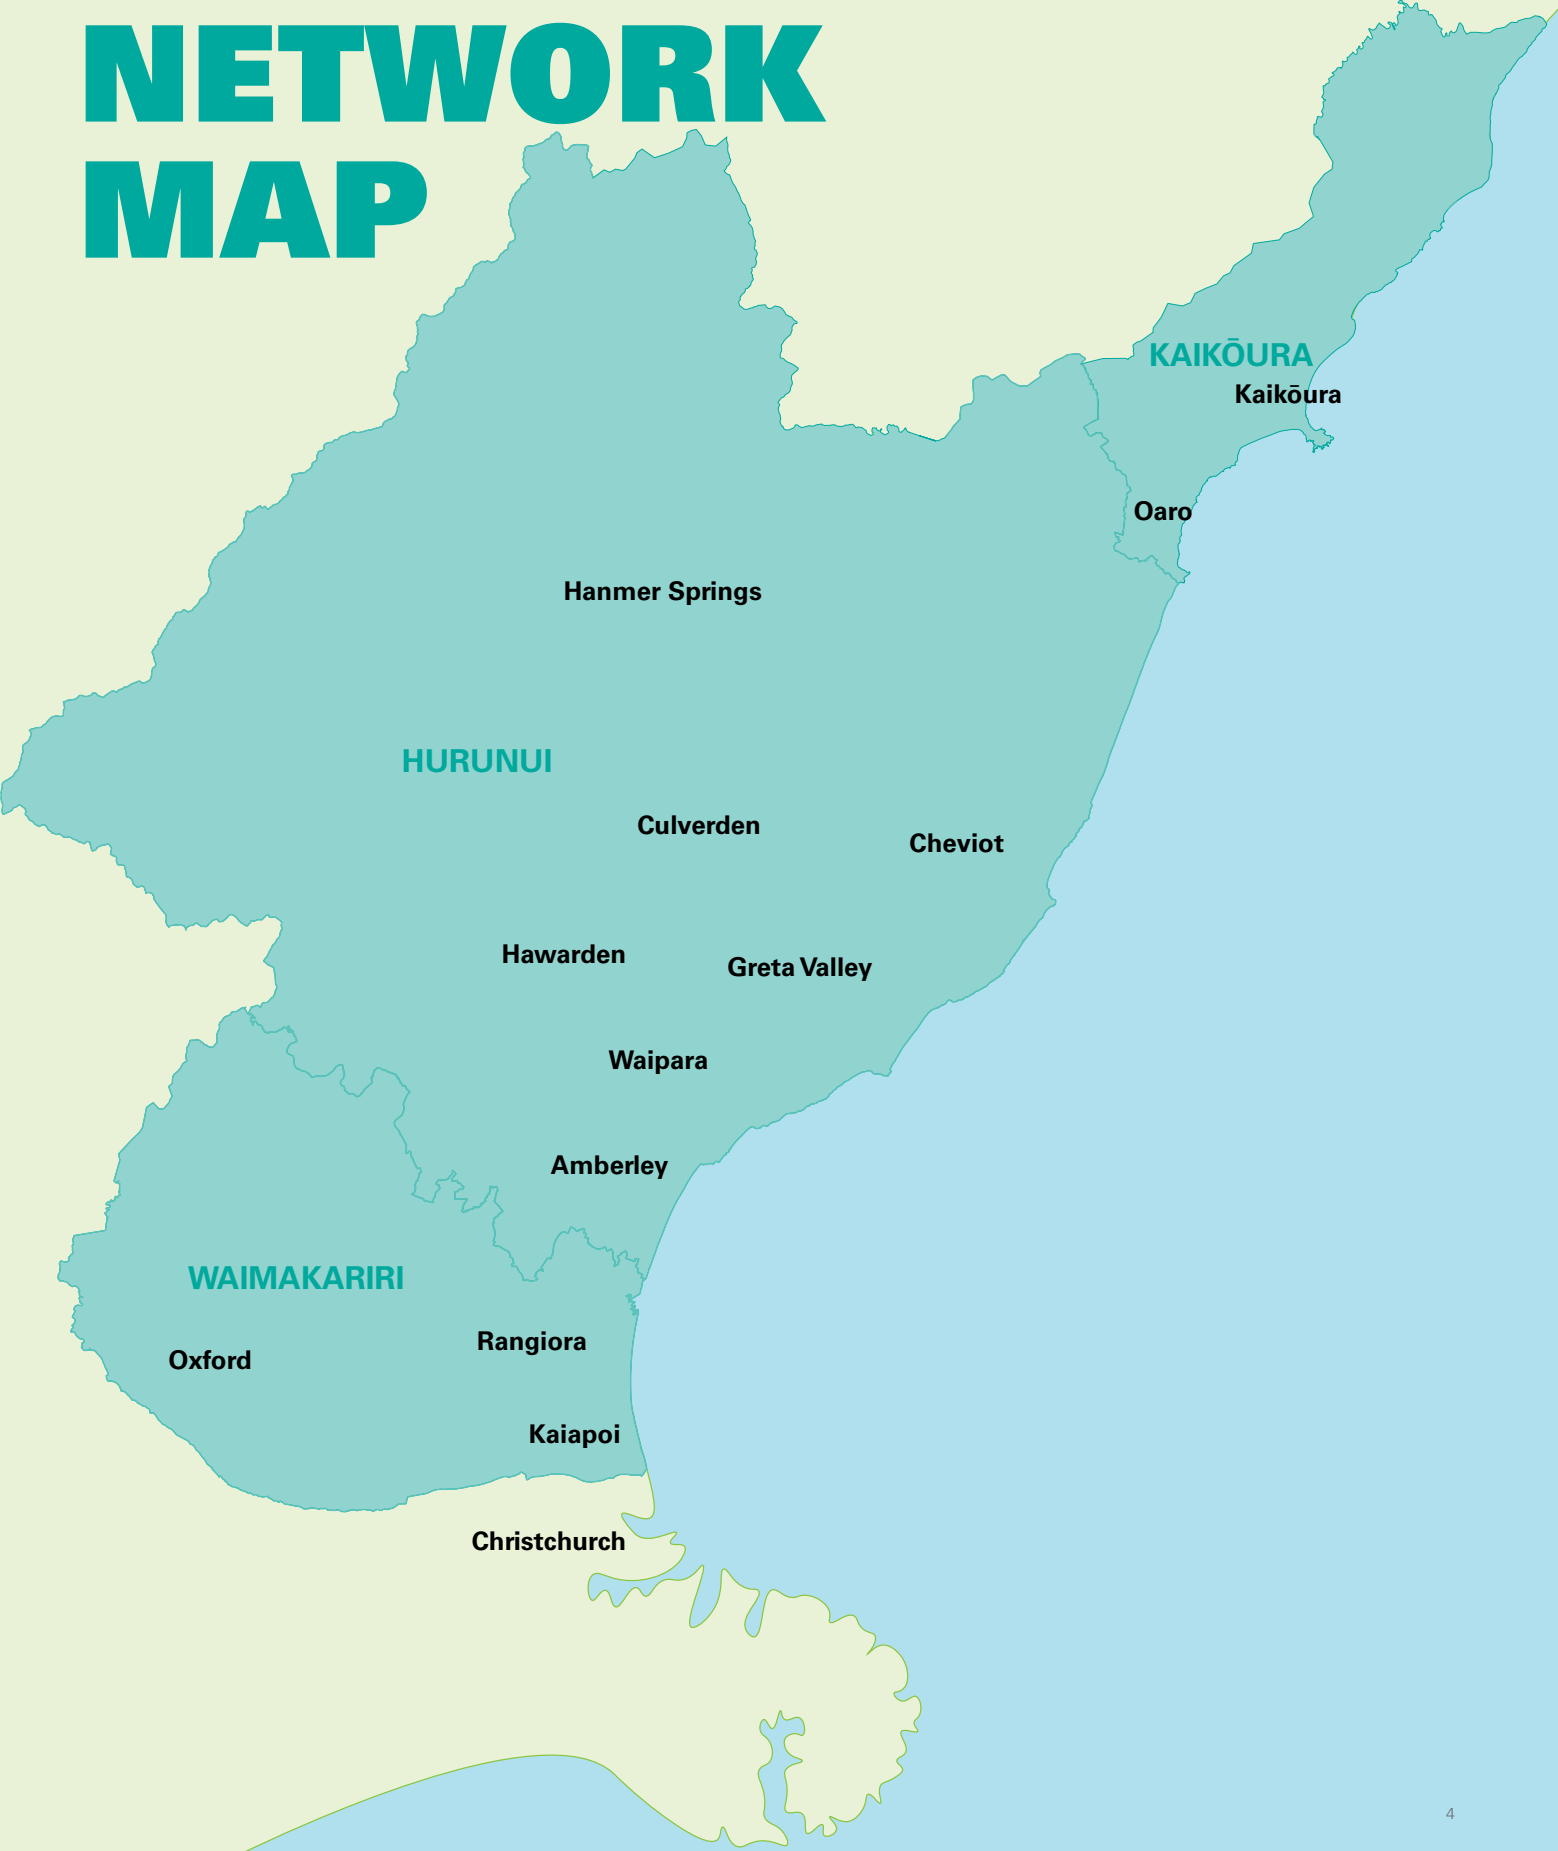 NETWORK
MAP
KAIKŌURA
Kaikōura
Oaro
Hanmer Springs
HURUNUI
Culverden
Cheviot
Hawarden
Greta Valley
Waipara
Amberley
WAIMAKARIRI
Rangiora
Oxford
Kaiapoi
Christchurch
4